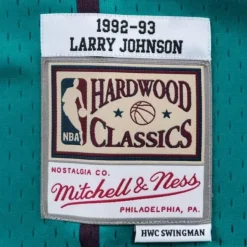 1992-93
LARRY JOHNSON
HARDWOOD
NBA
CLASSICS
NOSTALGIA CO.
Mitchell & Ness
PHILADELPHIA, PA.
HWC SWINGMAN